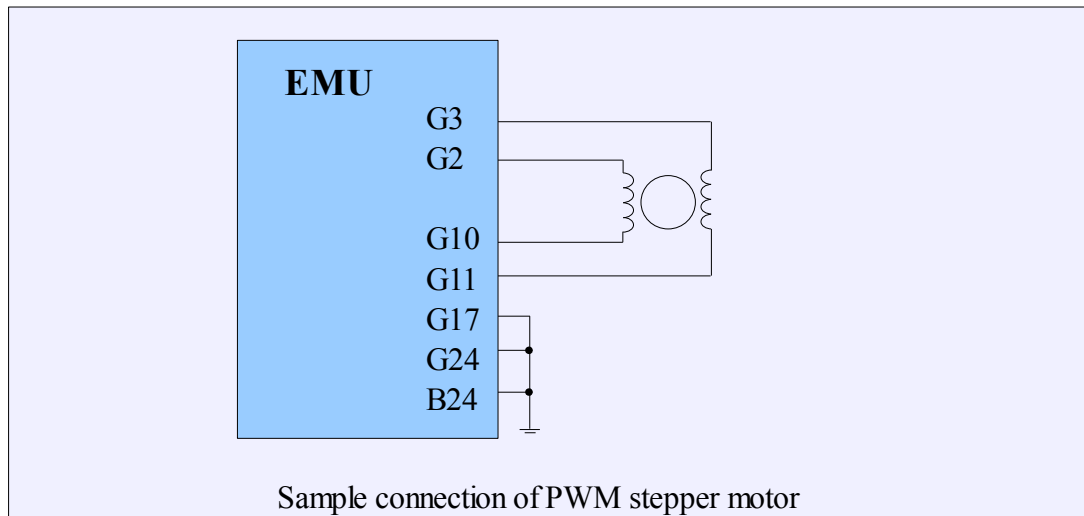 EMU
G3
G2
G10
G11
G17
G24
B24
Sample connection of PWM stepper motor